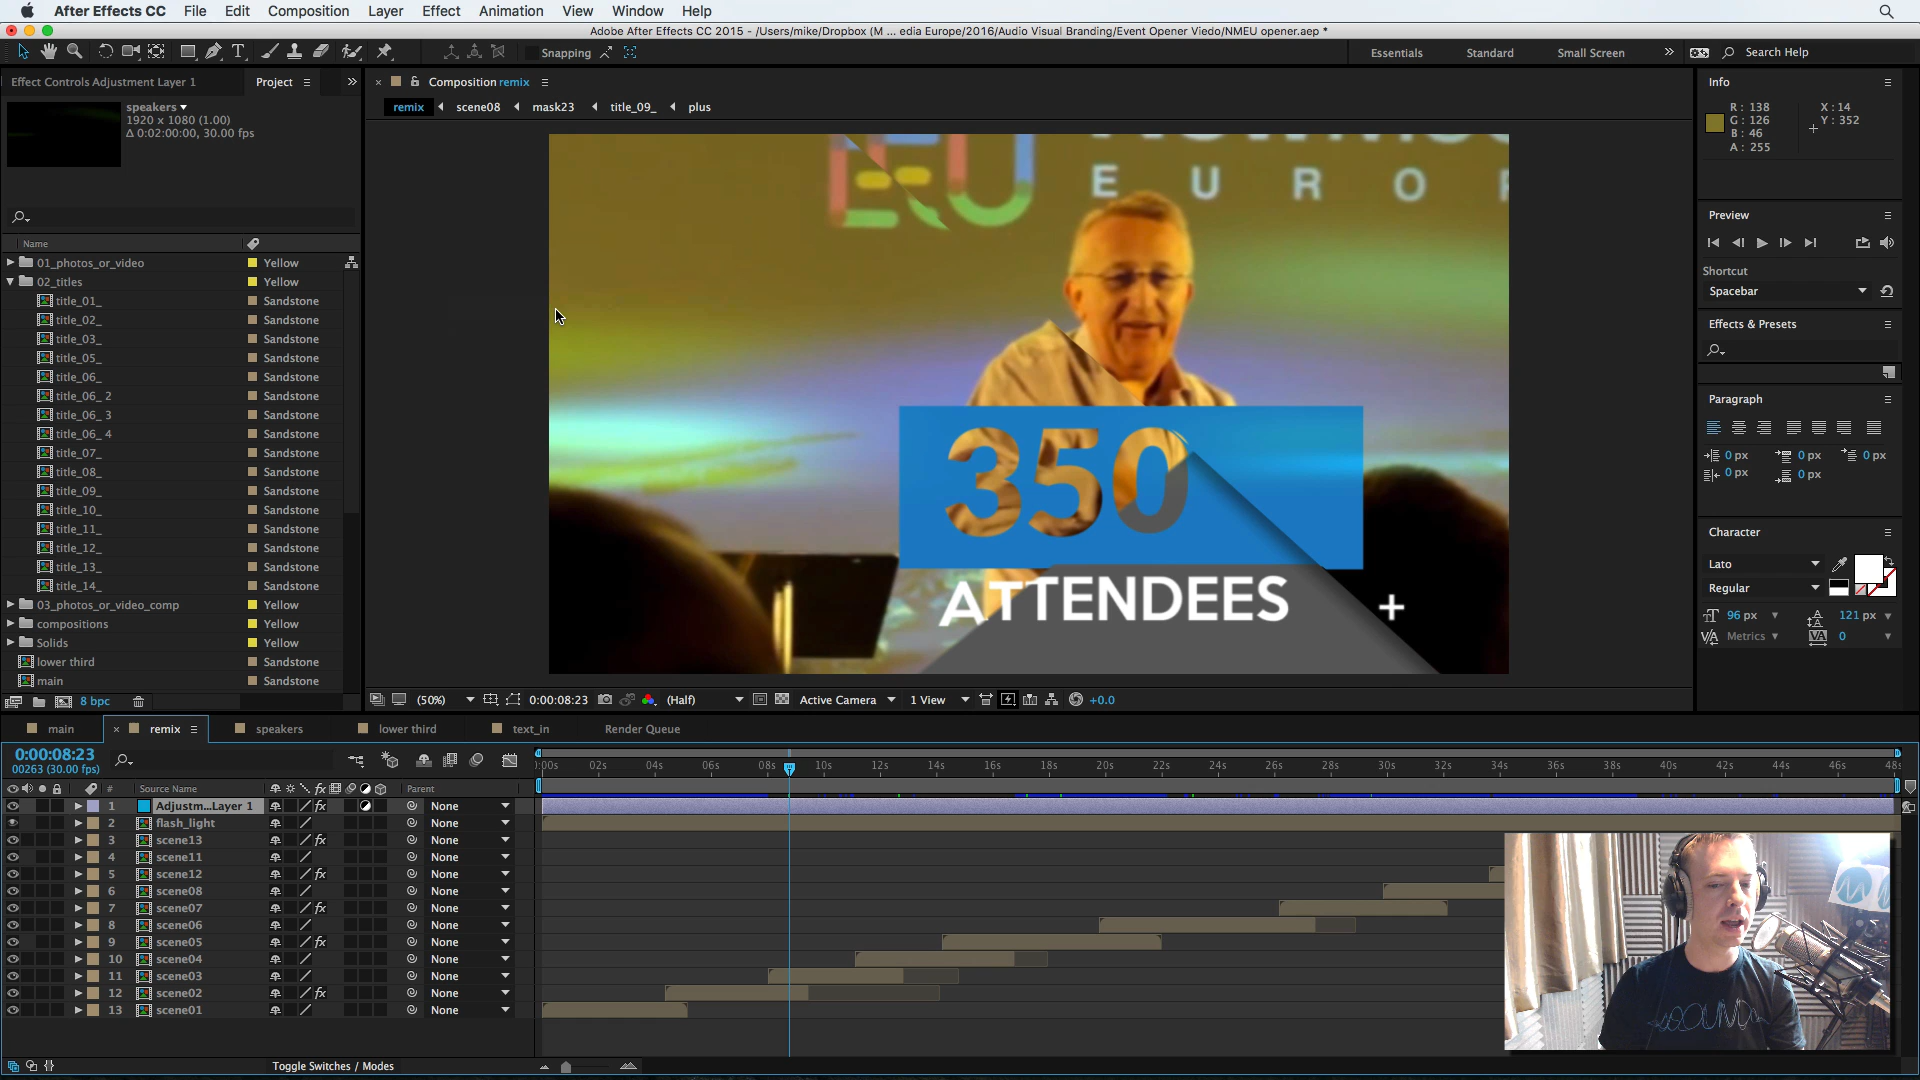 After Effects CC File Edit Composition Layer Effect Animation View Window Help
Adobe After Effects CC 2015 - /Users/mike/Dropbox (M ... edia Europe/2016/Audio Visual Branding/Event Opener Viedo/NMEU opener.aep *
Snapping
Essentials Standard Small Screen » Search Help
Effect Controls Adjustment Layer 1 Project »
speakers
1920 x 1080 (1.00)
Δ 0:02:00:00, 30.00 fps
Name
01_photos_or_video Yellow
02_titles Yellow
title_01_ Sandstone
title_02_ Sandstone
title_03_ Sandstone
title_05_ Sandstone
title_06_ Sandstone
title_06_ 2 Sandstone
title_06_ 3 Sandstone
title_06_ 4 Sandstone
title_07_ Sandstone
title_08_ Sandstone
title_09_ Sandstone
title_10_ Sandstone
title_11_ Sandstone
title_12_ Sandstone
title_13_ Sandstone
title_14_ Sandstone
03_photos_or_video_comp Yellow
compositions Yellow
Solids Yellow
lower third Sandstone
main Sandstone
8 bpc
Composition remix
remix scene08 mask23 title_09_ plus
EU
EURO
350
ATTENDEES
+
(50%) 0:00:08:23 (Half) Active Camera 1 View +0.0
Info
R: 138 X: 14
G: 126 Y: 352
B: 46
A: 255
Preview
Shortcut
Spacebar
Effects & Presets
Paragraph
0 px 0 px 0 px
0 px 0 px
Character
Lato
Regular
96 px 121 px
Metrics 0
main remix speakers lower third text_in Render Queue
0:00:08:23
00263 (30.00 fps)
:00s 02s 04s 06s 08s 10s 12s 14s 16s 18s 20s 22s 24s 26s 28s 30s 32s 34s 36s 38s 40s 42s 44s 46s 48s
# Source Name fx Parent
1 Adjustm...Layer 1 fx None
2 flash_light None
3 scene13 fx None
4 scene11 None
5 scene12 fx None
6 scene08 None
7 scene07 fx None
8 scene06 None
9 scene05 fx None
10 scene04 None
11 scene03 None
12 scene02 fx None
13 scene01 None
Toggle Switches / Modes